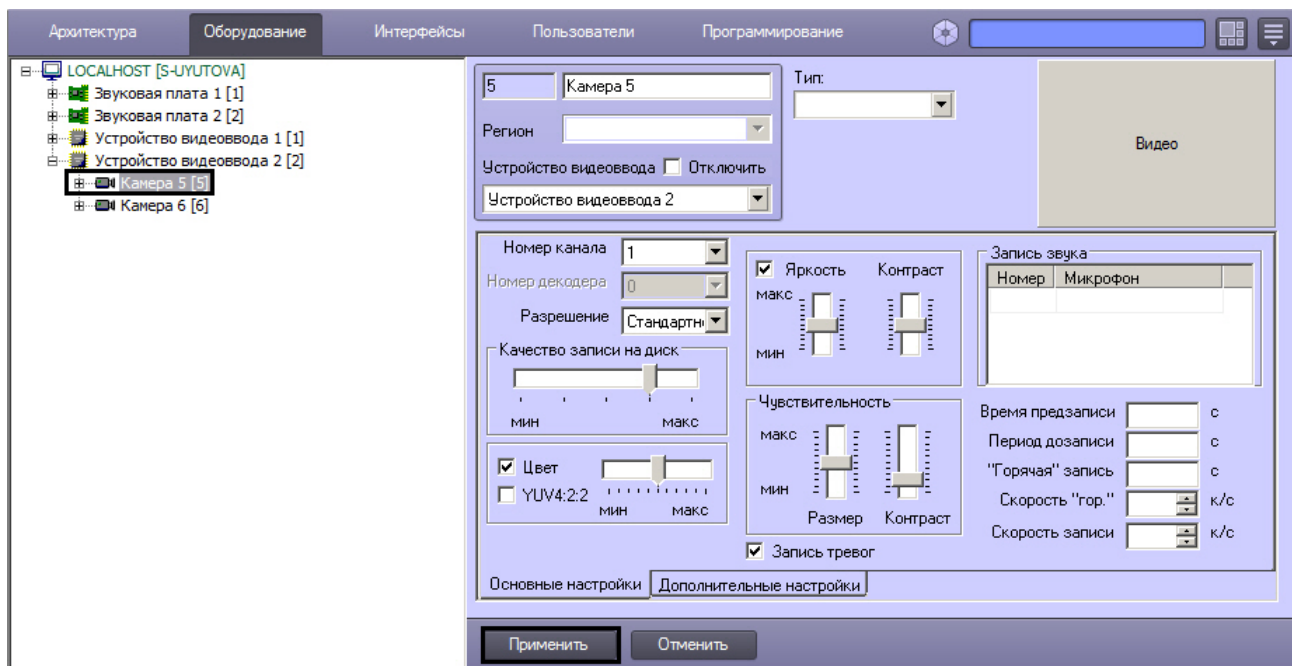 Архитектура Оборудование Интерфейсы Пользователи Программирование
LOCALHOST [S-UYUTOVA]
Звуковая плата 1 [1]
Звуковая плата 2 [2]
Устройство видеоввода 1 [1]
Устройство видеоввода 2 [2]
Камера 5 [5]
Камера 6 [6]
5 Камера 5
Регион
Устройство видеоввода Отключить
Устройство видеоввода 2
Тип:
Видео
Номер канала 1
Номер декодера 0
Разрешение Стандартн
Качество записи на диск
мин макс
Цвет
YUV4:2:2
мин макс
Яркость Контраст
макс
мин
Чувствительность
макс
мин
Размер Контраст
Запись тревог
Запись звука
Номер Микрофон
Время предзаписи с
Период дозаписи с
"Горячая" запись с
Скорость "гор." к/с
Скорость записи к/с
Основные настройки Дополнительные настройки
Применить Отменить